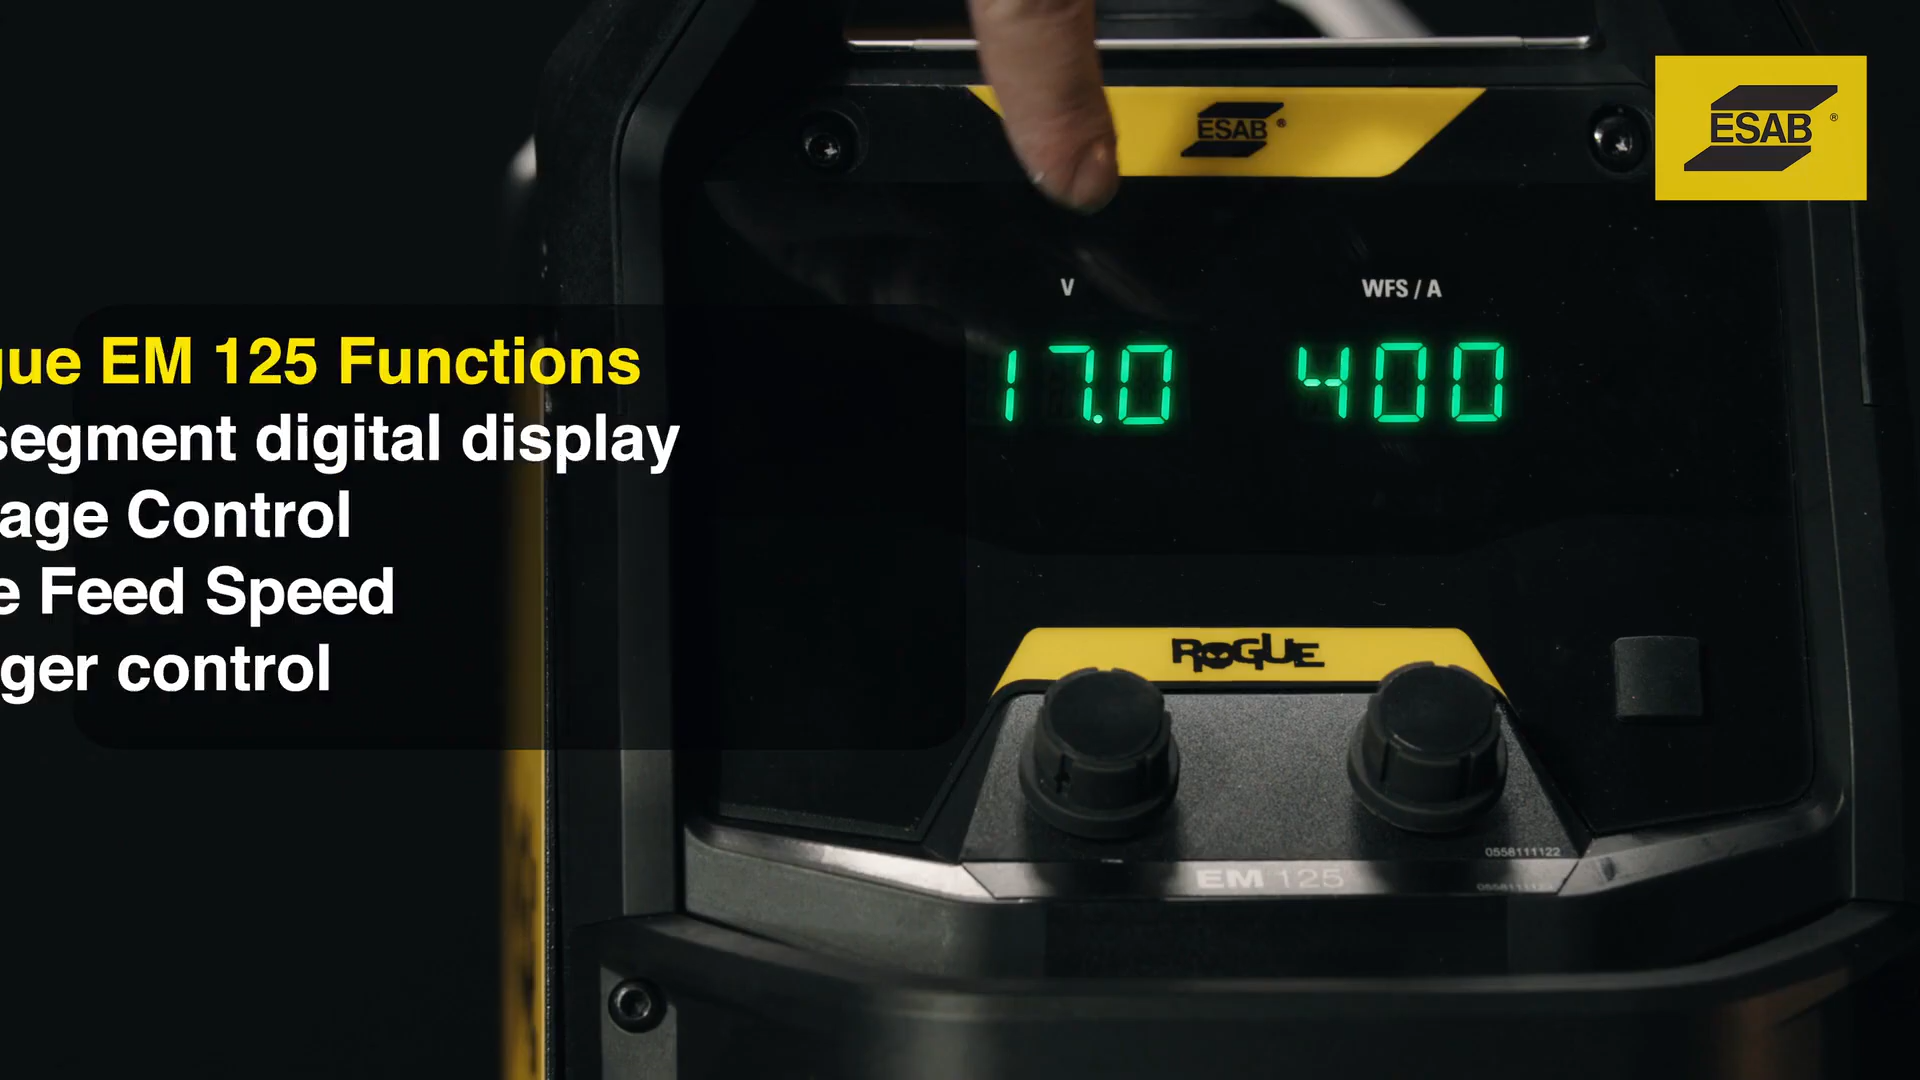 ESAB®
ESAB®
V
WFS / A
17.0
400
gue EM 125 Functions
segment digital display
age Control
e Feed Speed
ger control
ROGUE
0558111122
EM 125